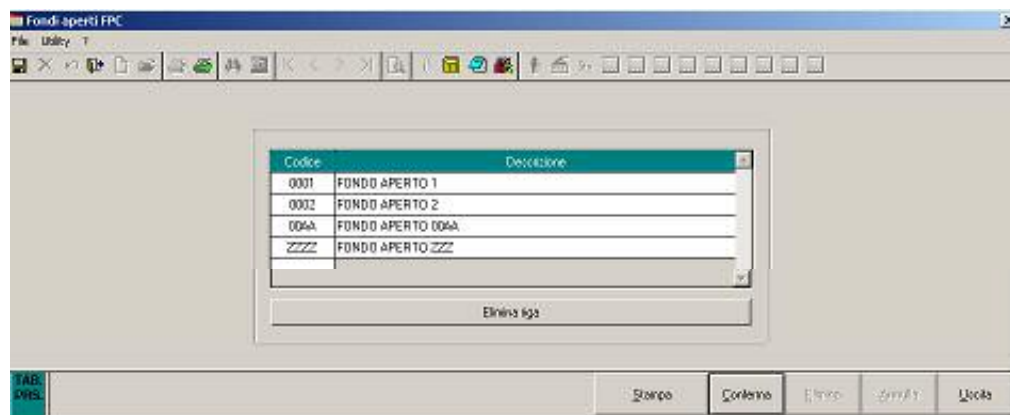 Fondi aperti FPC
File Utility ?
Codice Descrizione
0001 FONDO APERTO 1
0002 FONDO APERTO 2
004A FONDO APERTO 004A
ZZZZ FONDO APERTO ZZZ
Elimina riga
TAB. PRS. Stampa Conferma Elimina Annulla Uscita